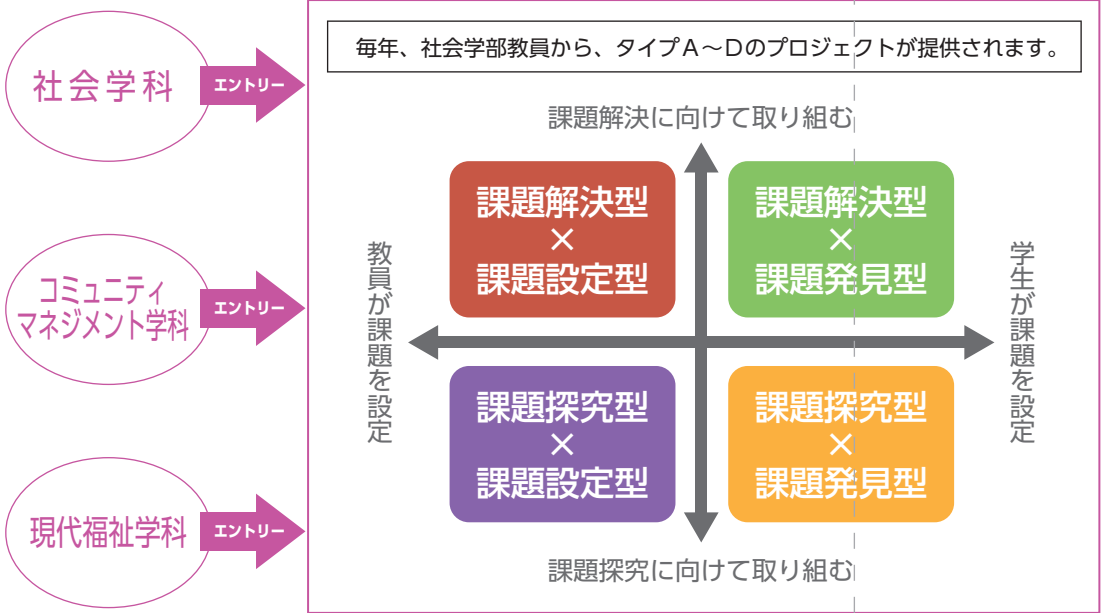 社会学科
エントリー
コミュニティ
マネジメント学科
エントリー
現代福祉学科
エントリー
毎年、社会学部教員から、タイプA～Dのプロジェクトが提供されます。
課題解決に向けて取り組む
教員が課題を設定
課題解決型
×
課題設定型
課題解決型
×
課題発見型
学生が課題を設定
課題探究型
×
課題設定型
課題探究型
×
課題発見型
課題探究に向けて取り組む